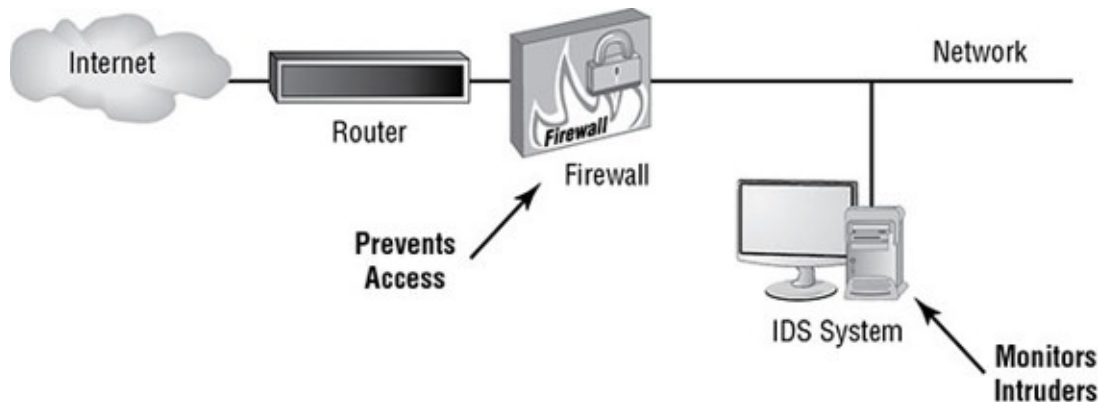 Internet
Router
Firewall
Firewall
Network
Prevents
Access
IDS System
Monitors
Intruders